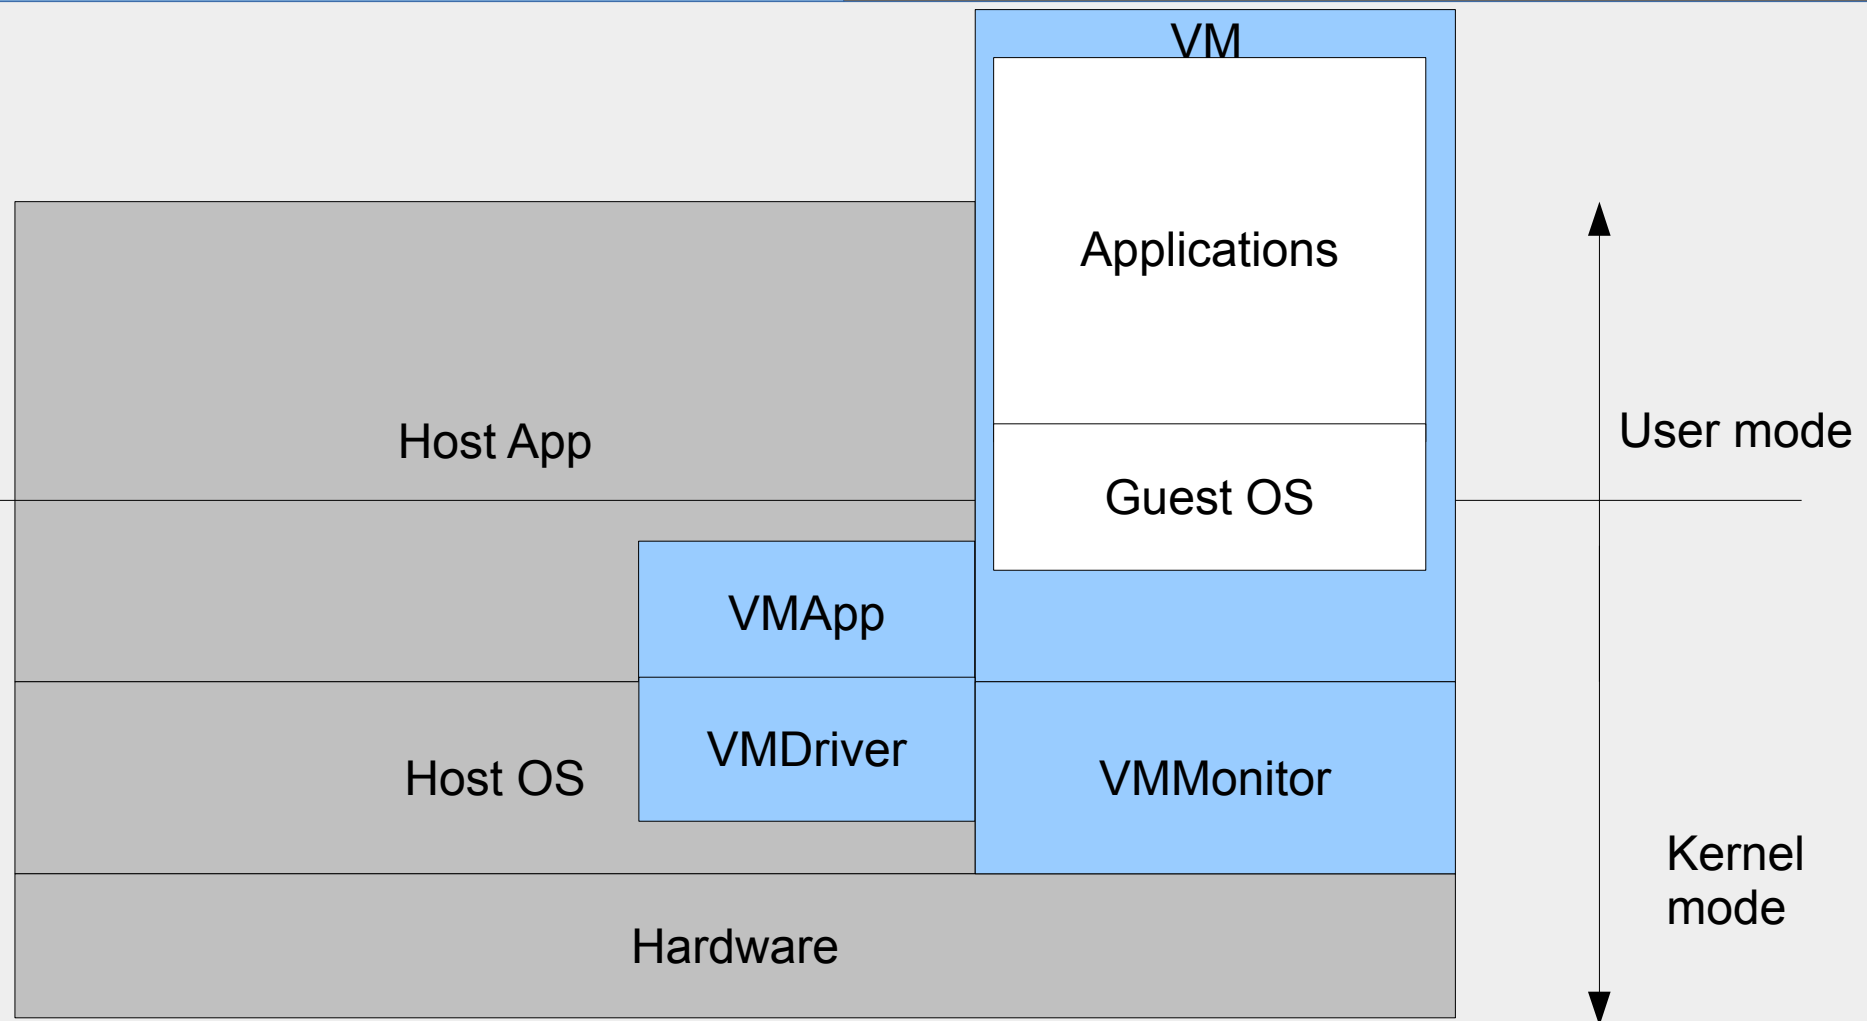 VM
Applications
Host App
User mode
Guest OS
VMApp
VMDriver
Host OS
VMMonitor
Kernel
mode
Hardware